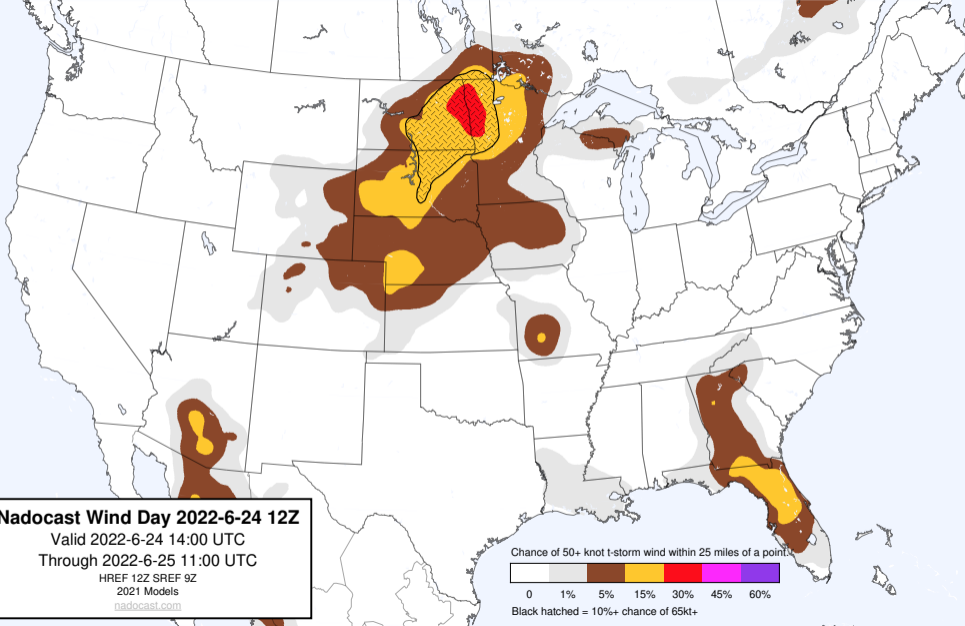 Nadocast Wind Day 2022-6-24 12Z
Valid 2022-6-24 14:00 UTC
Through 2022-6-25 11:00 UTC
HREF 12Z SREF 9Z
2021 Models
nadocast.com
Chance of 50+ knot t-storm wind within 25 miles of a point.
0 1% 5% 15% 30% 45% 60%
Black hatched = 10%+ chance of 65kt+